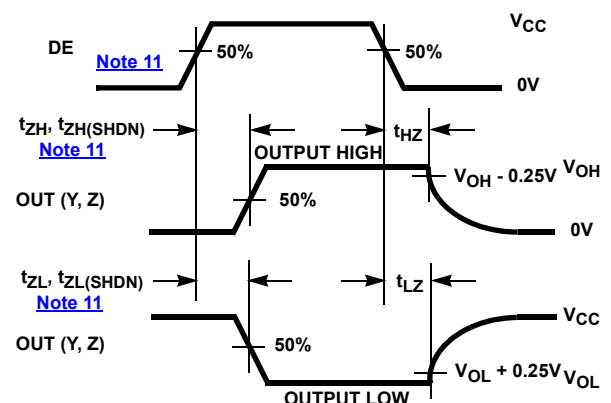 DE
Note 11
50%
50%
VCC
0V
tZH, tZH(SHDN)
Note 11
tHZ
OUTPUT HIGH
VOH - 0.25V
VOH
OUT (Y, Z)
50%
0V
tZL, tZL(SHDN)
Note 11
tLZ
VCC
OUT (Y, Z)
50%
VOL + 0.25V
VOL
OUTPUT LOW